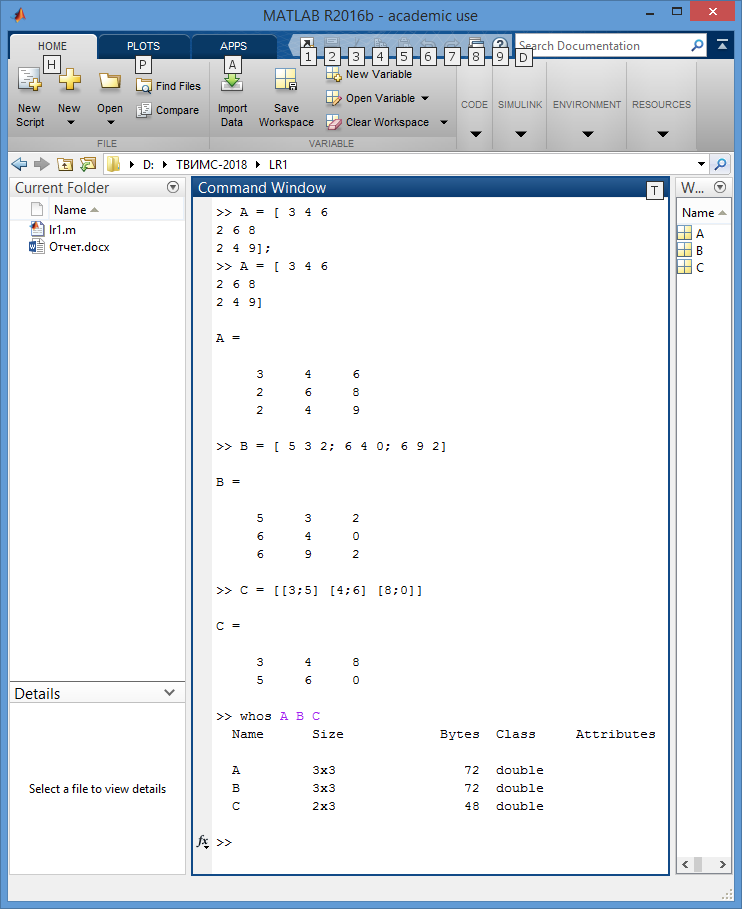 MATLAB R2016b - academic use
HOME PLOTS APPS
Search Documentation
H P A 1 2 3 4 5 6 7 8 9 D
New Script
New
Open
Find Files
Compare
Import Data
Save Workspace
New Variable
Open Variable
Clear Workspace
CODE SIMULINK ENVIRONMENT RESOURCES
FILE VARIABLE
D: ТВИМС-2018 LR1
Current Folder
Name
lr1.m
Отчет.docx
Details
Select a file to view details
Command Window T
>> A = [ 3 4 6
2 6 8
2 4 9];
>> A = [ 3 4 6
2 6 8
2 4 9]
A =
3 4 6
2 6 8
2 4 9
>> B = [ 5 3 2; 6 4 0; 6 9 2]
B =
5 3 2
6 4 0
6 9 2
>> C = [[3;5] [4;6] [8;0]]
C =
3 4 8
5 6 0
>> whos A B C
Name Size Bytes Class Attributes
A 3x3 72 double
B 3x3 72 double
C 2x3 48 double
fx >>
W...
Name
A
B
C